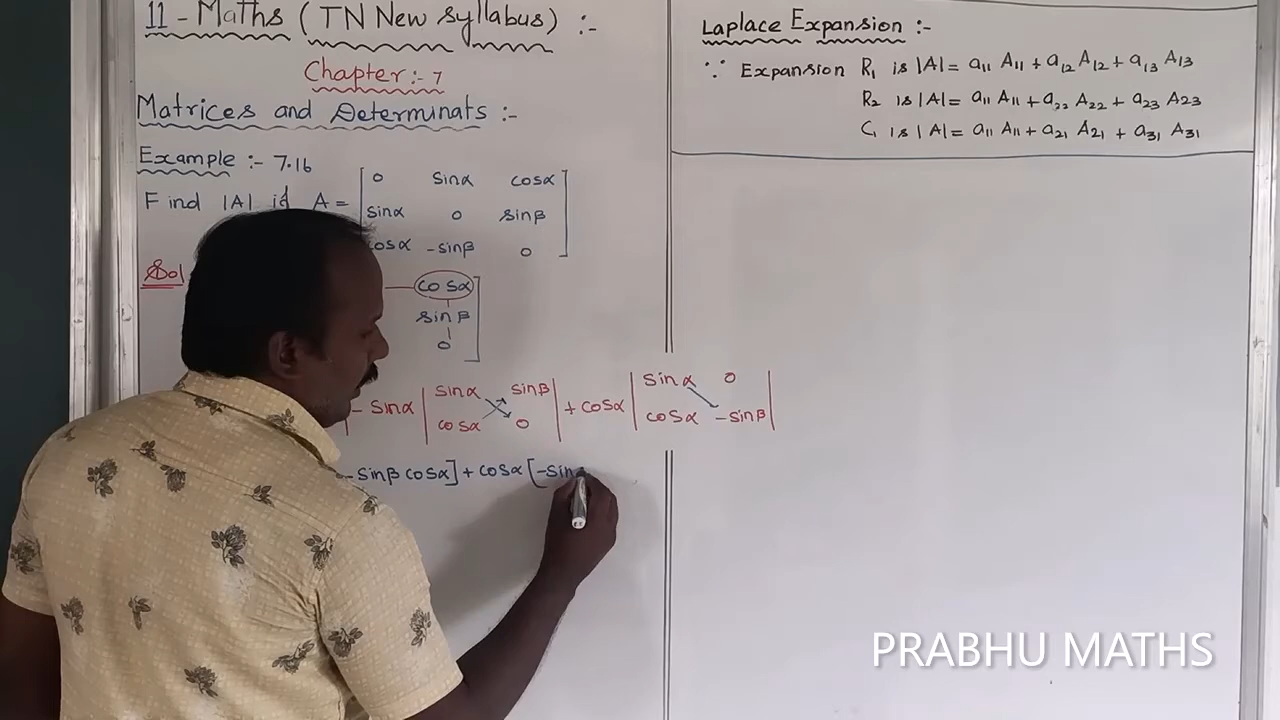 11 - Maths ( TN New Syllabus ) :-
Chapter :- 7
Matrices and Determinats :-
Example :- 7.16
Find |A| if A =
0 Sinα cosα
sinα 0 sinβ
cosα -sinβ 0
Sol
cosα
sinβ
0
- Sinα | Sinα sinβ | + cosα | Sinα 0 |
cosα 0 cosα -sinβ
- Sinβ cosα] + cosα [-sin
Laplace Expansion :-
∵ Expansion R₁ is |A| = a₁₁ A₁₁ + a₁₂ A₁₂ + a₁₃ A₁₃
R₂ is |A| = a₁₁ A₁₁ + a₂₂ A₂₂ + a₂₃ A₂₃
C₁ is |A| = a₁₁ A₁₁ + a₂₁ A₂₁ + a₃₁ A₃₁
PRABHU MATHS